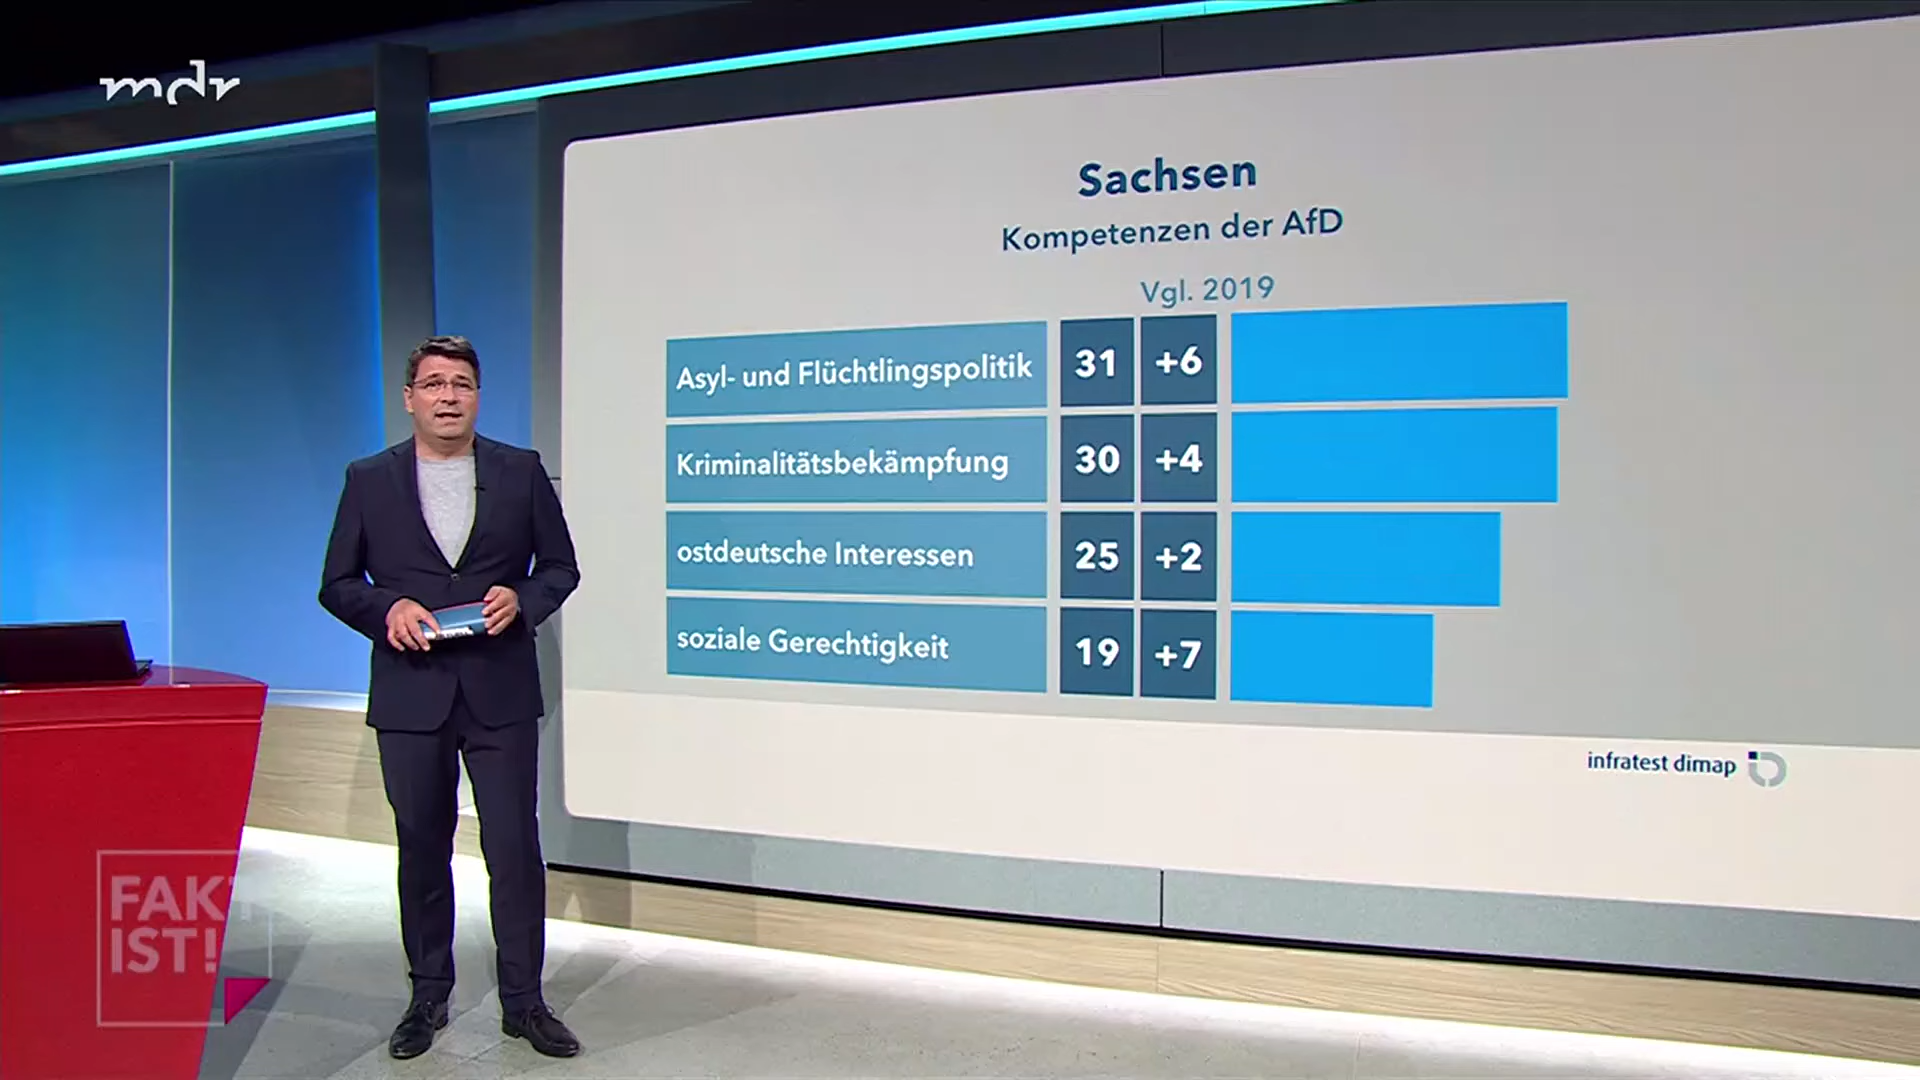 mdr
Sachsen
Kompetenzen der AfD
Vgl. 2019
Asyl- und Flüchtlingspolitik 31 +6
Kriminalitätsbekämpfung 30 +4
ostdeutsche Interessen 25 +2
soziale Gerechtigkeit 19 +7
infratest dimap
FAKT
IST!